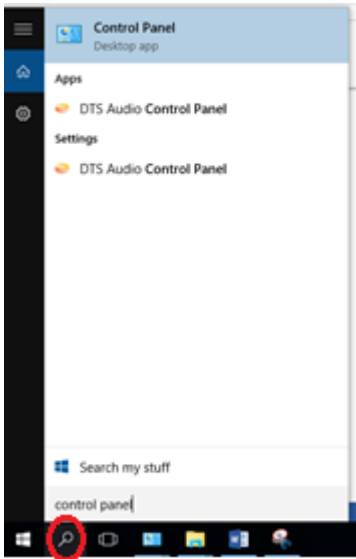 Control Panel
Desktop app
Apps
DTS Audio Control Panel
Settings
DTS Audio Control Panel
Search my stuff
control panel